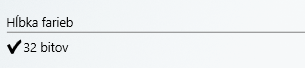 Hĺbka farieb
✔32 bitov